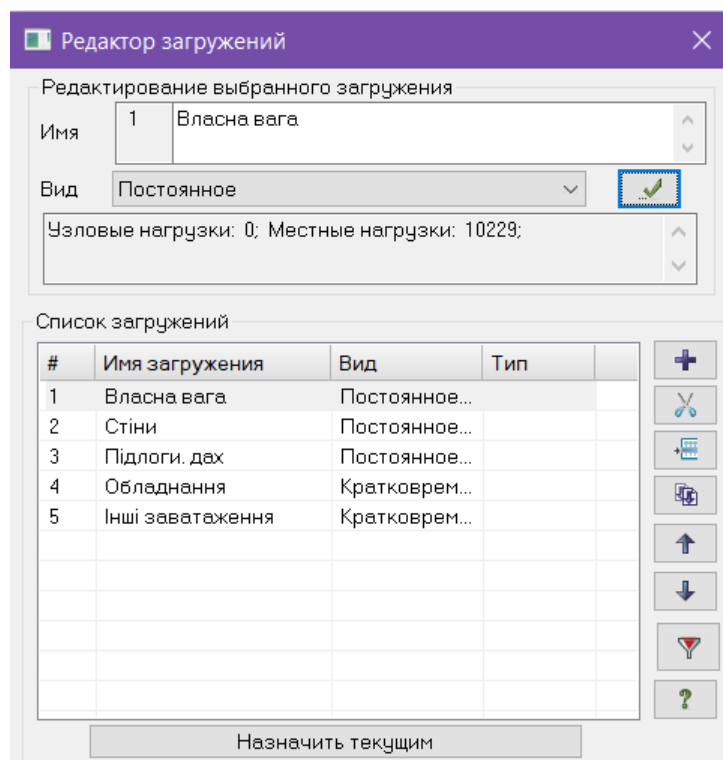 Редактор загружений
Редактирование выбранного загружения
Имя 1 Власна вага
Вид Постоянное
Узловые нагрузки: 0; Местные нагрузки: 10229;
Список загружений
# Имя загружения Вид Тип
1 Власна вага Постоянное...
2 Стіни Постоянное...
3 Підлоги. дах Постоянное...
4 Обладнання Кратковрем...
5 Інші заватаження Кратковрем...
Назначить текущим